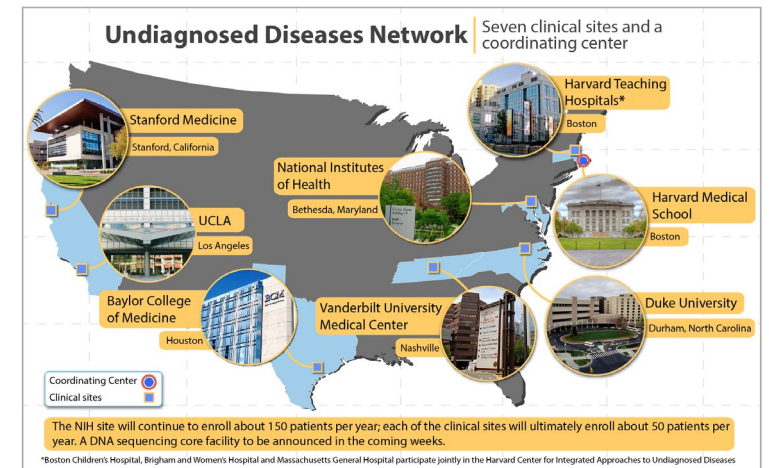 Undiagnosed Diseases Network
Seven clinical sites and a
coordinating center
Harvard Teaching
Hospitals*
Boston
Stanford Medicine
Stanford, California
National Institutes
of Health
Bethesda, Maryland
Harvard Medical
School
Boston
UCLA
Los Angeles
Baylor College
of Medicine
Houston
BCM
Vanderbilt University
Medical Center
Nashville
Duke University
Durham, North Carolina
Coordinating Center
Clinical sites
The NIH site will continue to enroll about 150 patients per year; each of the clinical sites will ultimately enroll about 50 patients per
year. A DNA sequencing core facility to be announced in the coming weeks.
*Boston Children's Hospital, Brigham and Women's Hospital and Massachusetts General Hospital participate jointly in the Harvard Center for Integrated Approaches to Undiagnosed Diseases